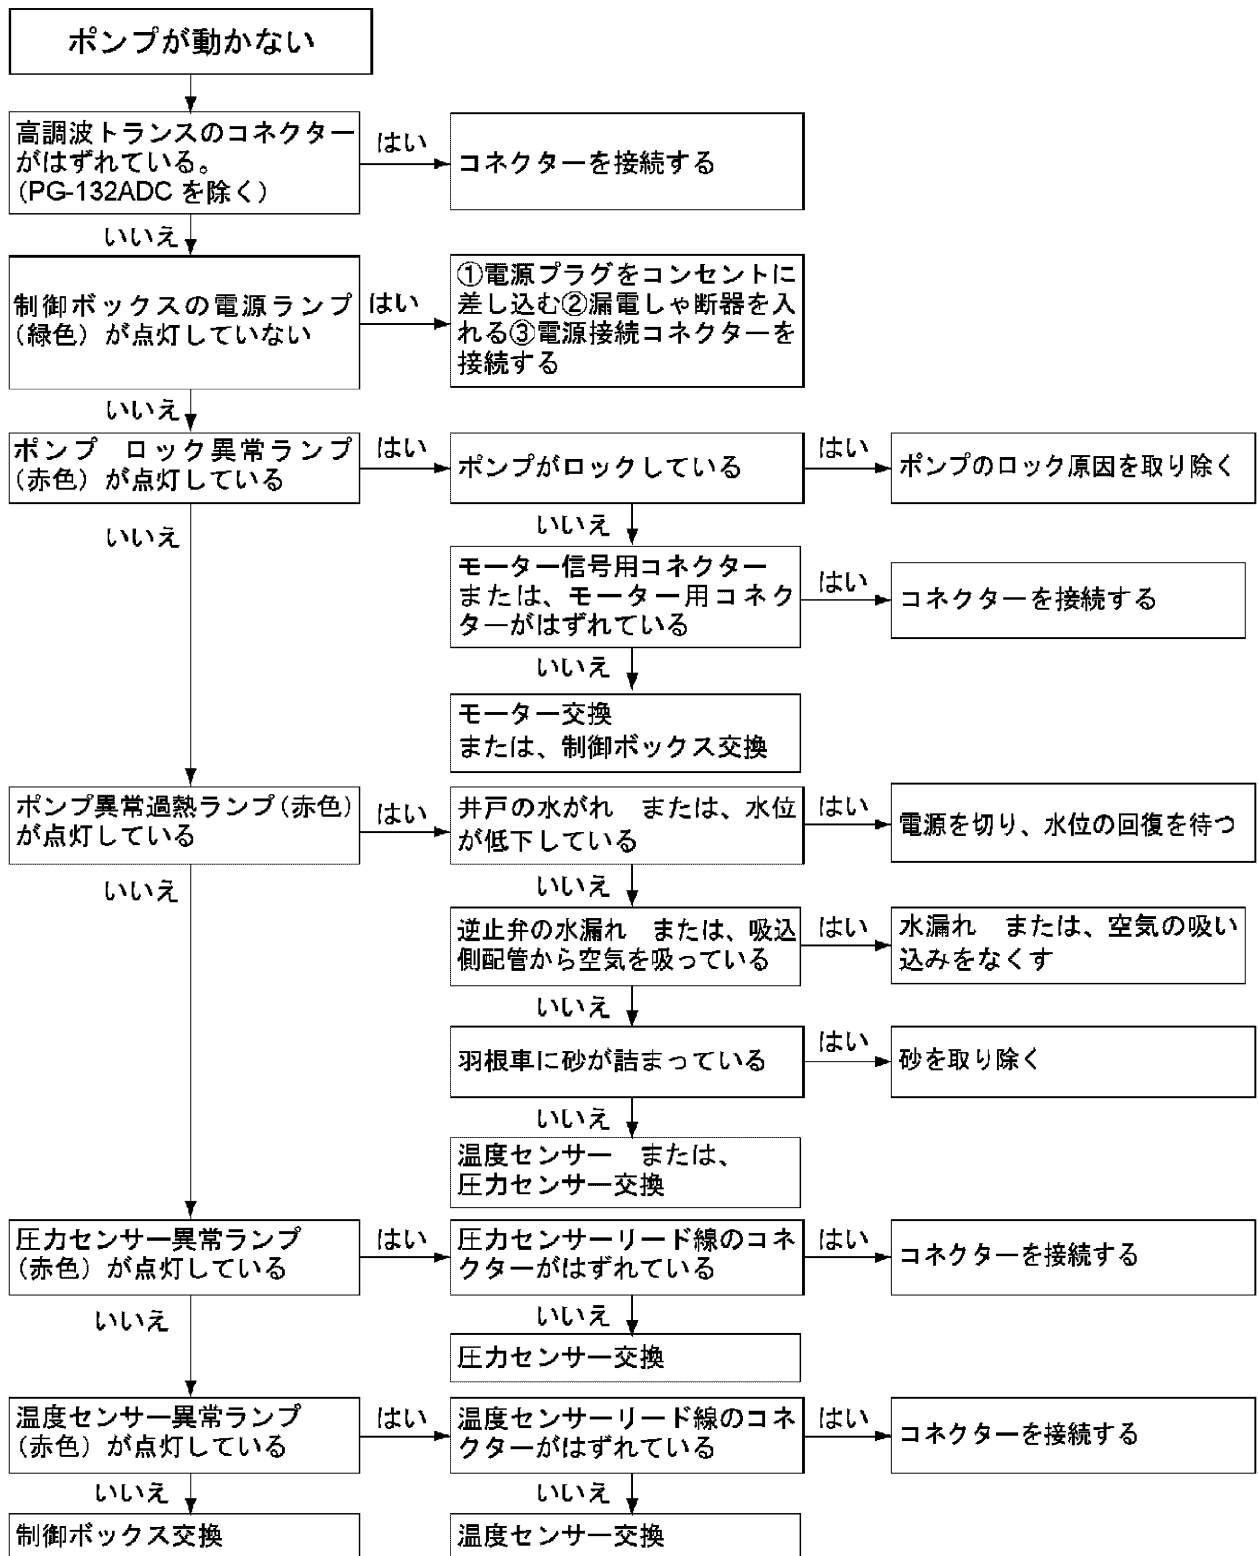 ポンプが動かない
高調波トランスのコネクター
がはずれている。
(PG-132ADC を除く)
はい
コネクターを接続する
いいえ
制御ボックスの電源ランプ
(緑色) が点灯していない
はい
①電源プラグをコンセントに
差し込む②漏電しゃ断器を入
れる③電源接続コネクターを
接続する
いいえ
ポンプ ロック異常ランプ
(赤色) が点灯している
はい
ポンプがロックしている
はい
ポンプのロック原因を取り除く
いいえ
いいえ
モーター信号用コネクター
または、モーター用コネク
ターがはずれている
はい
コネクターを接続する
いいえ
モーター交換
または、制御ボックス交換
ポンプ異常過熱ランプ(赤色)
が点灯している
はい
井戸の水がれ または、水位
が低下している
はい
電源を切り、水位の回復を待つ
いいえ
いいえ
逆止弁の水漏れ または、吸込
側配管から空気を吸っている
はい
水漏れ または、空気の吸い
込みをなくす
いいえ
羽根車に砂が詰まっている
はい
砂を取り除く
いいえ
温度センサー または、
圧力センサー交換
圧力センサー異常ランプ
(赤色) が点灯している
はい
圧力センサーリード線のコネ
クターがはずれている
はい
コネクターを接続する
いいえ
いいえ
圧力センサー交換
温度センサー異常ランプ
(赤色) が点灯している
はい
温度センサーリード線のコネ
クターがはずれている
はい
コネクターを接続する
いいえ
いいえ
制御ボックス交換
温度センサー交換